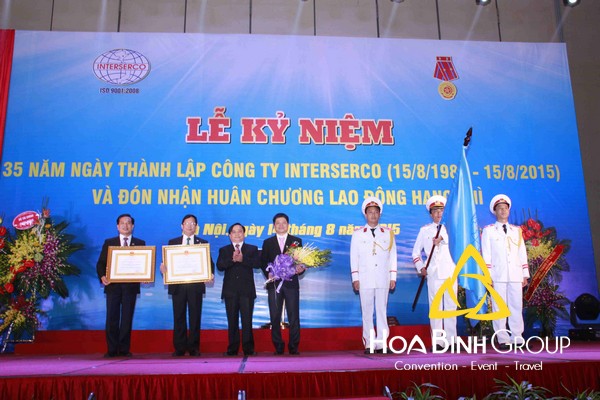 INTERSERCO
ISO 9001:2008
LỄ KỶ NIỆM
35 NĂM NGÀY THÀNH LẬP CÔNG TY INTERSERCO (15/8/198 - 15/8/2015)
VÀ ĐÓN NHẬN HUÂN CHƯƠNG LAO ĐỘNG HẠNG
Nội, ngày tháng 8
HOA BINH GROUP
Convention - Event - Travel